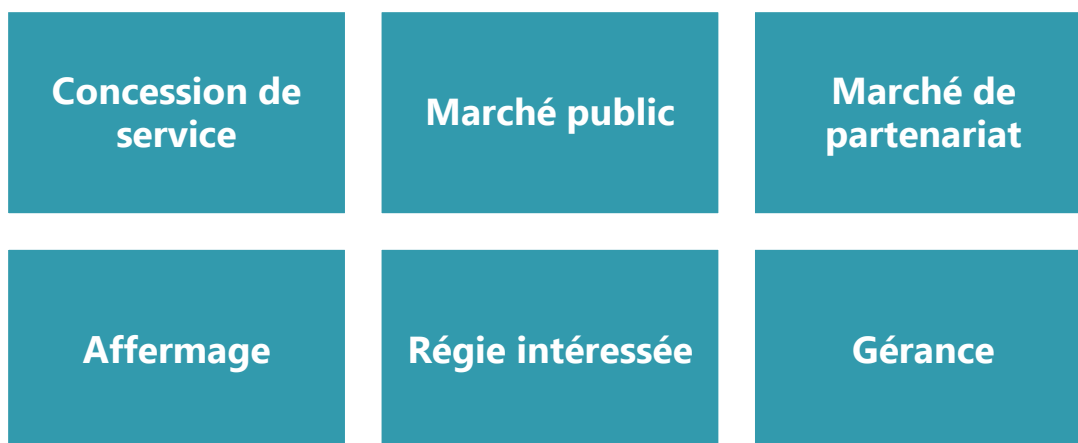 Concession de
service
Marché public
Marché de
partenariat
Affermage
Régie intéressée
Gérance